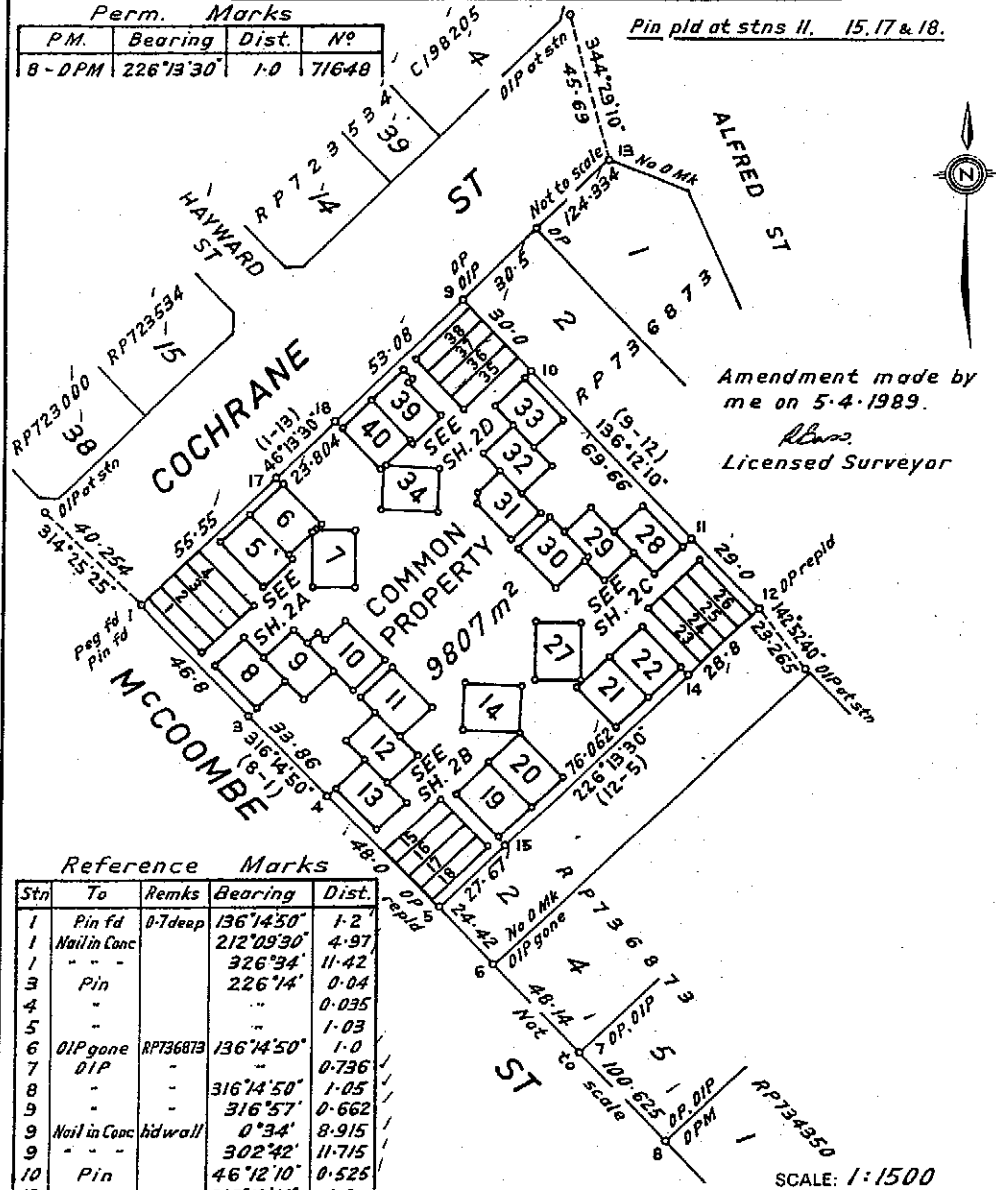 Perm. Marks
P.M. Bearing Dist. Nº
8 - OPM 226°13'30" 1·0 71648
Pin pld at stns 11, 15, 17 & 18.
C198205
4
OIP at stn
344°29'10"
45·69
RP723534
39
14
HAYWARD
ST
ST
Not to scale
124·334
13
No O Mk
ALFRED ST
N
OP
1
RP723534
15
RP723000
38
9
OP
OIP
30·5
2
RP736873
Amendment made by
me on 5·4·1989.
Licensed Surveyor
COCHRANE
53·08
18
(1-13)
46°13'30"
23·804
17
55·55
30·0
10
(9-12)
136°12'10"
69·66
11
29·0
12
OP repld
142°52'40"
23·265
OIP at stn
OIP at stn
40·254
314°25'25"
Peg fd 1
Pin fd
38
37
36
35
39
40
SEE
SH. 2D
34
33
32
31
30
29
28
6
5
7
1
2
3
4
SEE
SH. 2A
COMMON
PROPERTY
9807 m²
SEE
SH. 2C
26
25
24
23
8
9
10
11
12
13
27
14
22
21
20
19
SEE
SH. 2B
15
16
17
18
14
28·8
76·062
226°13'30"
(12-5)
15
27·67
46·8
3
33·86
316°14'50"
(8-1)
4
48·0
5
OP repld
McCOOMBE
ST
24·42
2
No O Mk
OIP gone
6
RP736873
4
48·14
Not to scale
7
OP. OIP
5
100·625
OP. OIP
OPM
8
1
RP734350
Reference Marks
Stn To Remks Bearing Dist.
1 Pin fd 0·7 deep 136°14'50" 1·2
1 Nail in Conc 212°09'30" 4·97
1 " " " 326°34' 11·42
3 Pin 226°14' 0·04
4 " " 0·035
5 " " 1·03
6 OIP gone RP736873 136°14'50" 1·0
7 OIP " " 0·736
8 " " 316°14'50" 1·05
9 " " 316°57' 0·662
9 Nail in Conc hd wall 0°34' 8·915
9 " " " 302°42' 11·715
10 Pin 46°12'10" 0·525
SCALE: 1:1500